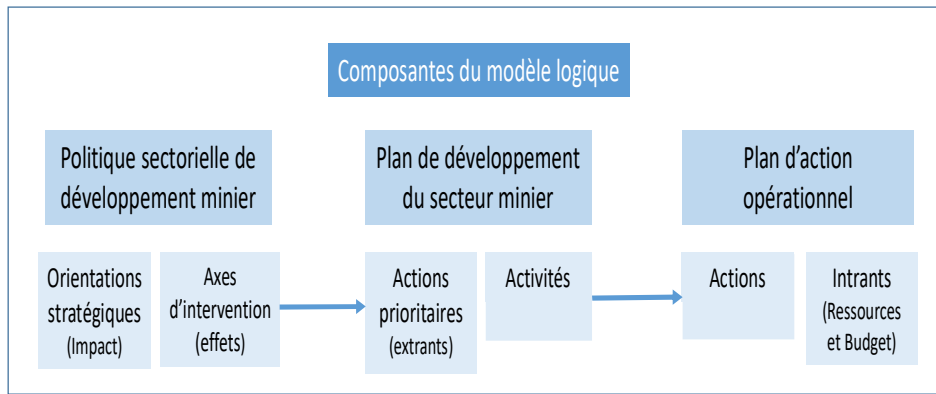 Composantes du modèle logique
Politique sectorielle de
développement minier
Plan de développement
du secteur minier
Plan d'action
opérationnel
Orientations
stratégiques
(Impact)
Axes
d'intervention
(effets)
Actions
prioritaires
(extrants)
Activités
Actions
Intrants
(Ressources
et Budget)